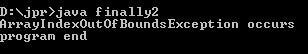 D:\jpr>java finally2
ArrayIndexOutOfBoundsException occurs
program end